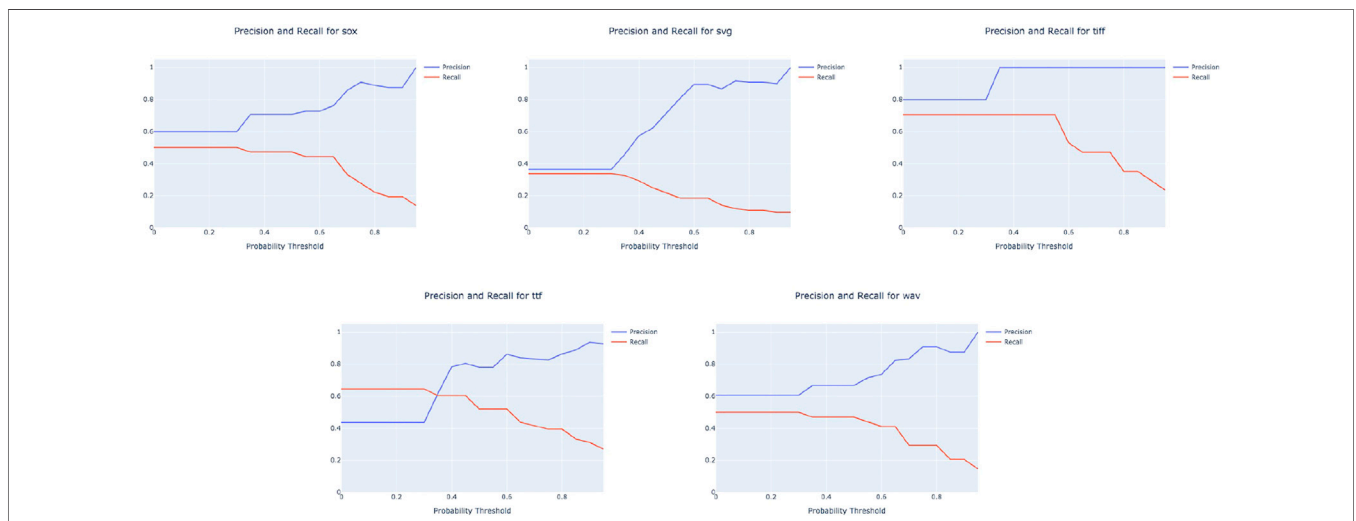 Precision and Recall for sox
1
0.8
0.6
0.4
0.2
0
0 0.2 0.4 0.6 0.8
Probability Threshold
Precision
Recall
Precision and Recall for svg
1
0.8
0.6
0.4
0.2
0
0 0.2 0.4 0.6 0.8
Probability Threshold
Precision
Recall
Precision and Recall for tiff
1
0.8
0.6
0.4
0.2
0
0 0.2 0.4 0.6 0.8
Probability Threshold
Precision
Recall
Precision and Recall for ttf
1
0.8
0.6
0.4
0.2
0
0 0.2 0.4 0.6 0.8
Probability Threshold
Precision
Recall
Precision and Recall for wav
1
0.8
0.6
0.4
0.2
0
0 0.2 0.4 0.6 0.8
Probability Threshold
Precision
Recall